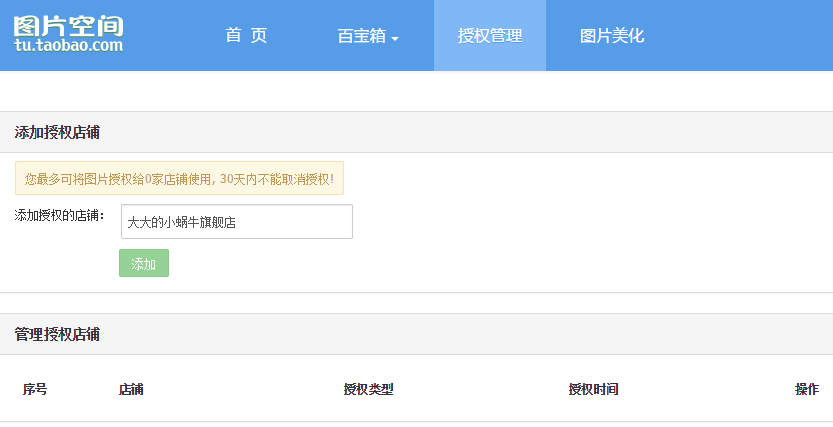 图片空间
tu.taobao.com
首 页
百宝箱
授权管理
图片美化
添加授权店铺
您最多可将图片授权给0家店铺使用, 30天内不能取消授权!
添加授权的店铺：
大大的小蜗牛旗舰店
添加
管理授权店铺
序号 店铺 授权类型 授权时间 操作